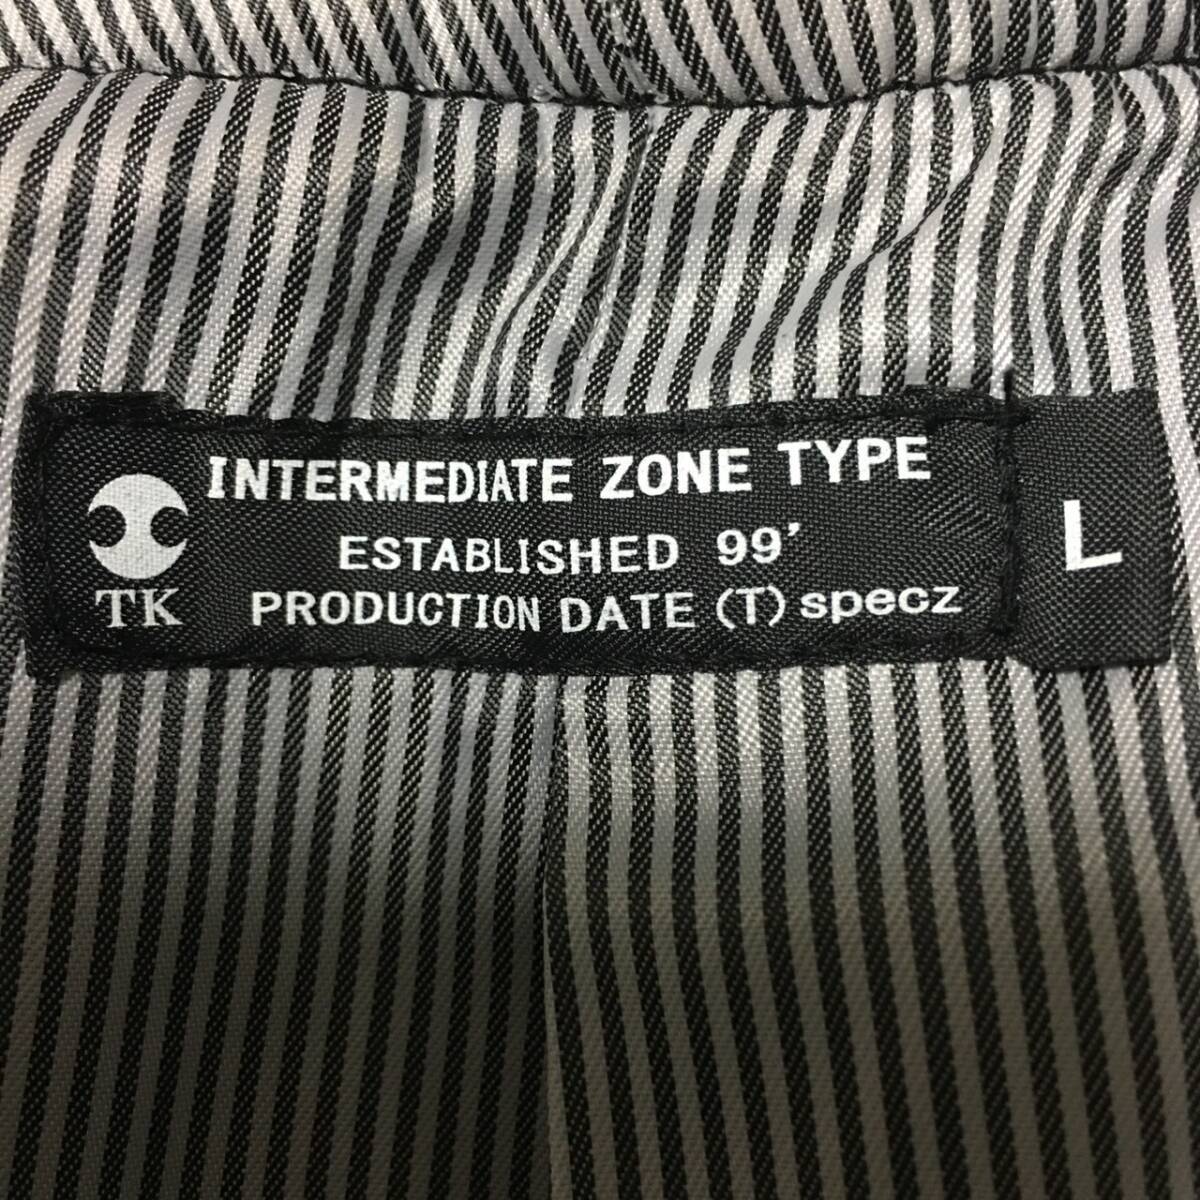 INTERMEDIATE ZONE TYPE
ESTABLISHED 99'
PRODUCTION DATE (T) specz
TK
L